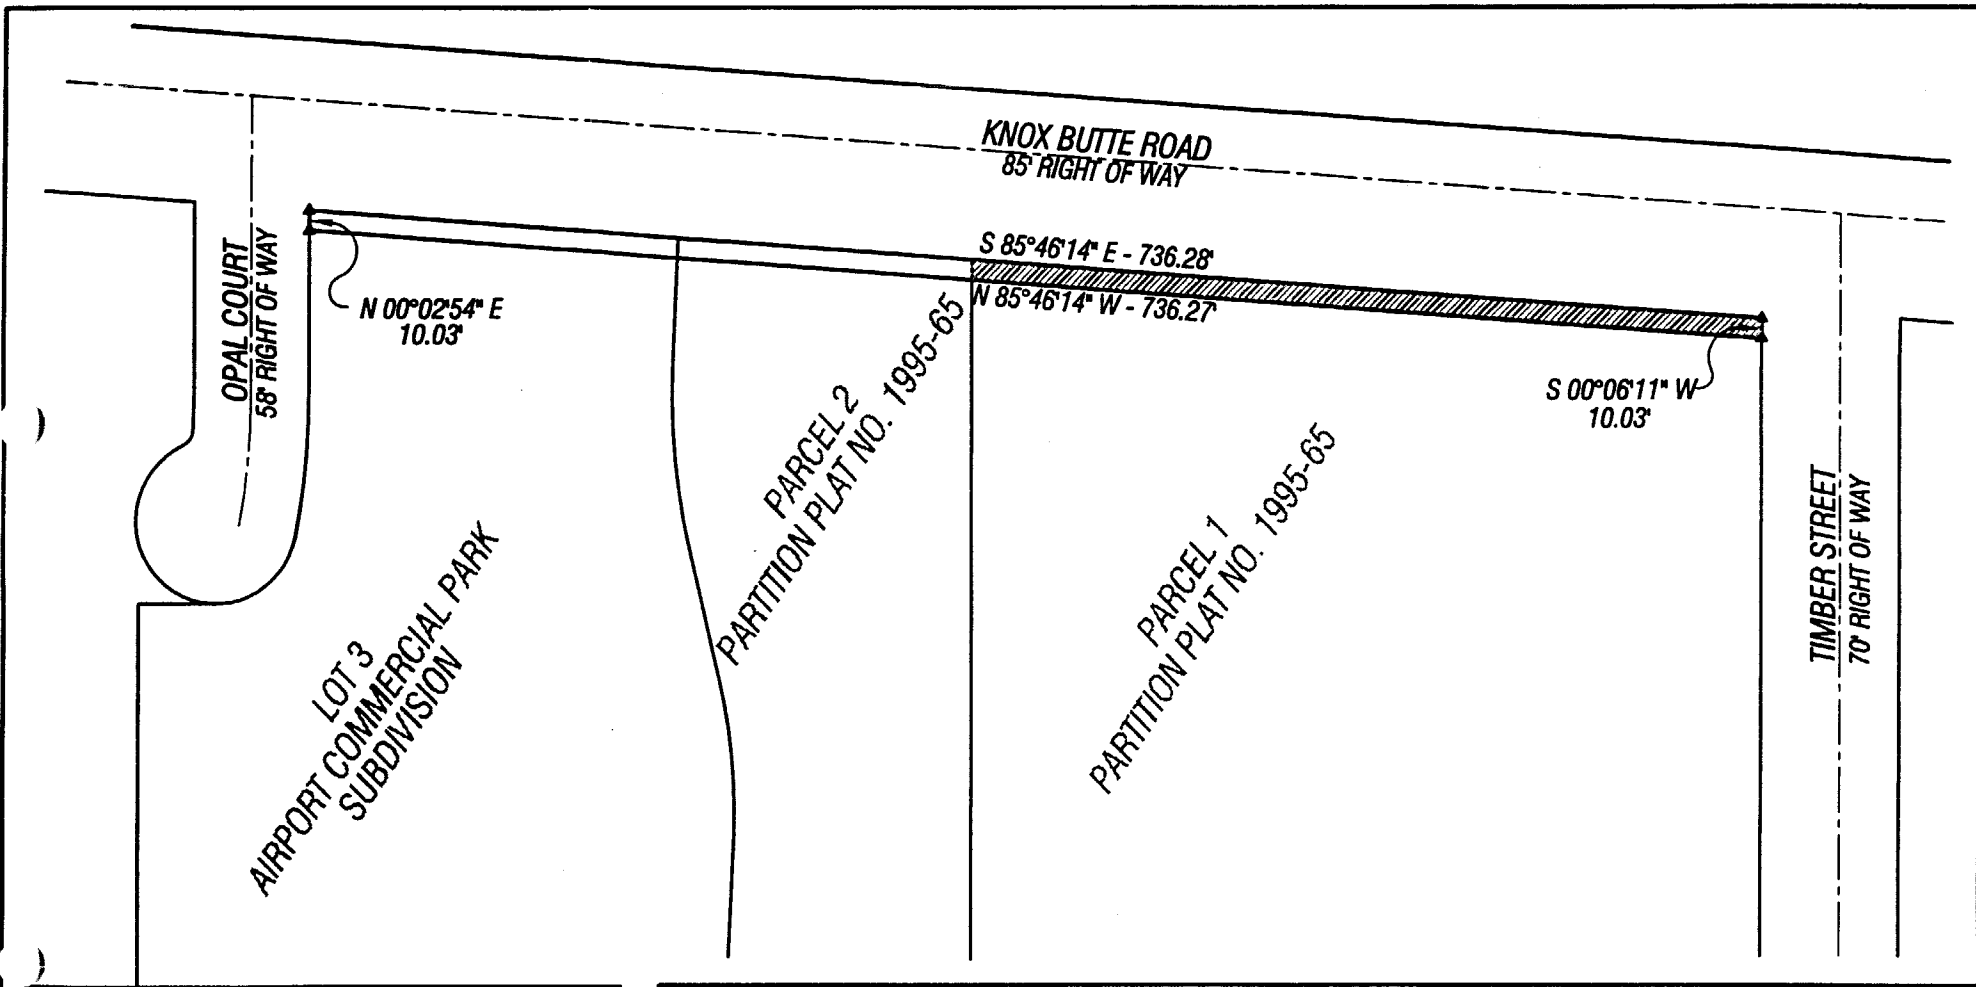 KNOX BUTTE ROAD
85' RIGHT OF WAY
S 85°46'14" E - 736.28'
N 85°46'14" W - 736.27'
N 00°02'54" E
10.03'
S 00°06'11" W
10.03'
OPAL COURT
58' RIGHT OF WAY
LOT 3
AIRPORT COMMERCIAL PARK
SUBDIVISION
PARCEL 2
PARTITION PLAT NO. 1995-65
PARCEL 1
PARTITION PLAT NO. 1995-65
TIMBER STREET
70' RIGHT OF WAY